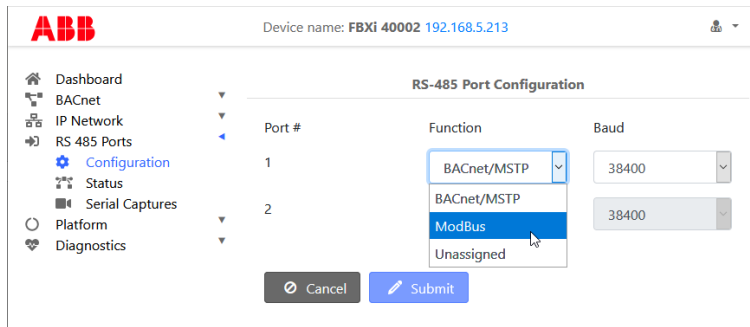 ABB
Device name: FBXi 40002 192.168.5.213
Dashboard
BACnet
IP Network
RS 485 Ports
Configuration
Status
Serial Captures
Platform
Diagnostics
RS-485 Port Configuration
Port # Function Baud
1 BACnet/MSTP 38400
BACnet/MSTP
ModBus
Unassigned
2 38400
Cancel Submit